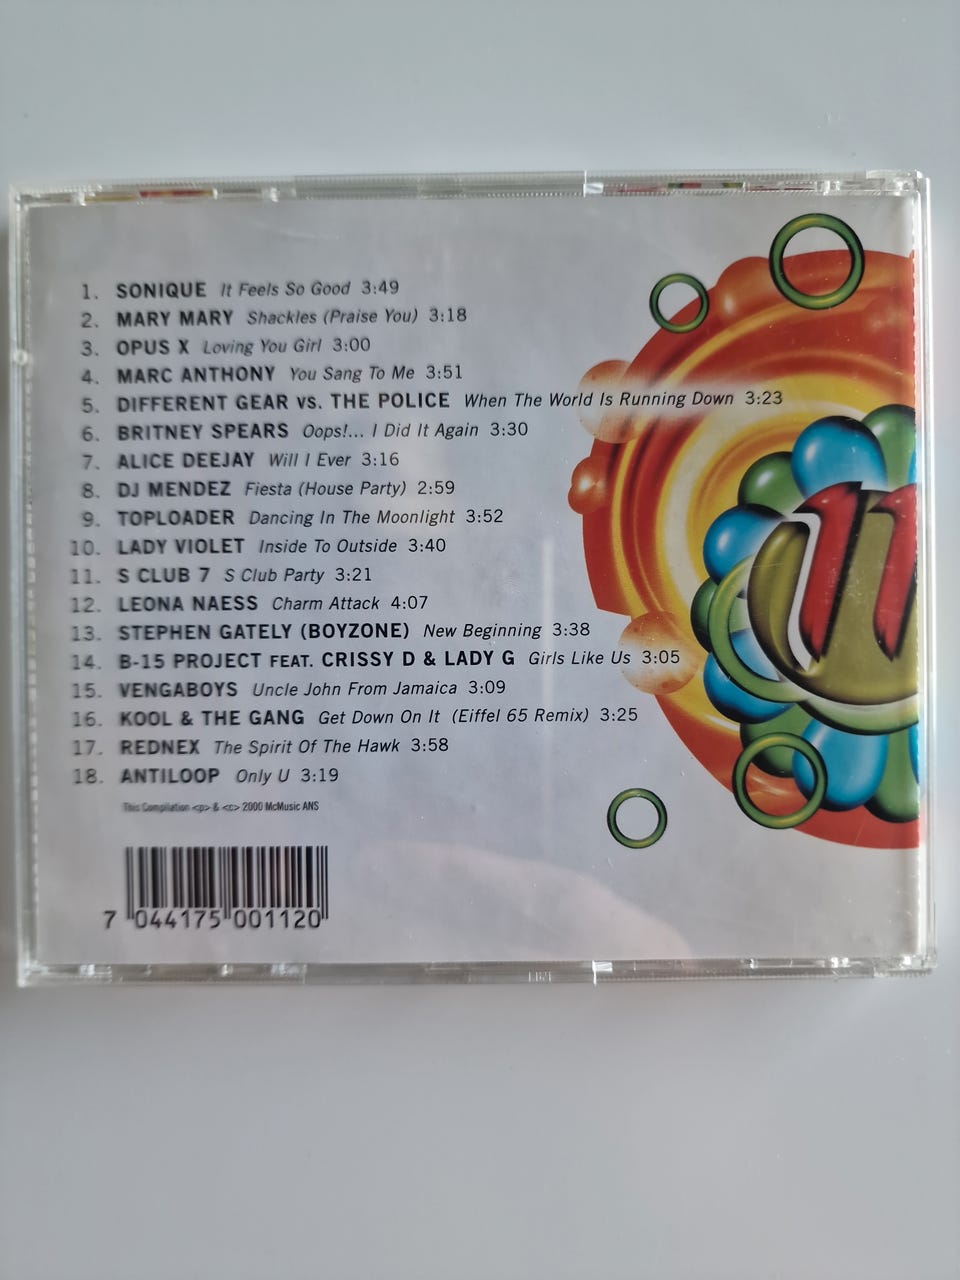 1. SONIQUE It Feels So Good 3:49
2. MARY MARY Shackles (Praise You) 3:18
3. OPUS X Loving You Girl 3:00
4. MARC ANTHONY You Sang To Me 3:51
5. DIFFERENT GEAR VS. THE POLICE When The World Is Running Down 3:23
6. BRITNEY SPEARS Oops!... I Did It Again 3:30
7. ALICE DEEJAY Will I Ever 3:16
8. DJ MENDEZ Fiesta (House Party) 2:59
9. TOPLOADER Dancing In The Moonlight 3:52
10. LADY VIOLET Inside To Outside 3:40
11. S CLUB 7 S Club Party 3:21
12. LEONA NAESS Charm Attack 4:07
13. STEPHEN GATELY (BOYZONE) New Beginning 3:38
14. B-15 PROJECT FEAT. CRISSY D & LADY G Girls Like Us 3:05
15. VENGABOYS Uncle John From Jamaica 3:09
16. KOOL & THE GANG Get Down On It (Eiffel 65 Remix) 3:25
17. REDNEX The Spirit Of The Hawk 3:58
18. ANTILOOP Only U 3:19
This Compilation <p> & <c> 2000 McMusic ANS
7 044175 001120
11